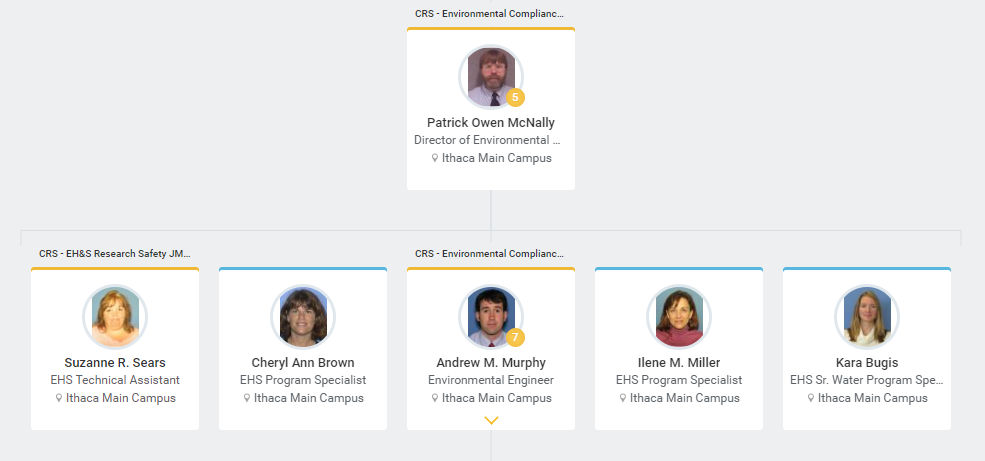 CRS - Environmental Complianc...
5
Patrick Owen McNally
Director of Environmental ...
Ithaca Main Campus
CRS - EH&S Research Safety JM...
CRS - Environmental Complianc...
7
Suzanne R. Sears
Cheryl Ann Brown
Andrew M. Murphy
Ilene M. Miller
Kara Bugis
EHS Technical Assistant
EHS Program Specialist
Environmental Engineer
EHS Program Specialist
EHS Sr. Water Program Spe...
Ithaca Main Campus
Ithaca Main Campus
Ithaca Main Campus
Ithaca Main Campus
Ithaca Main Campus